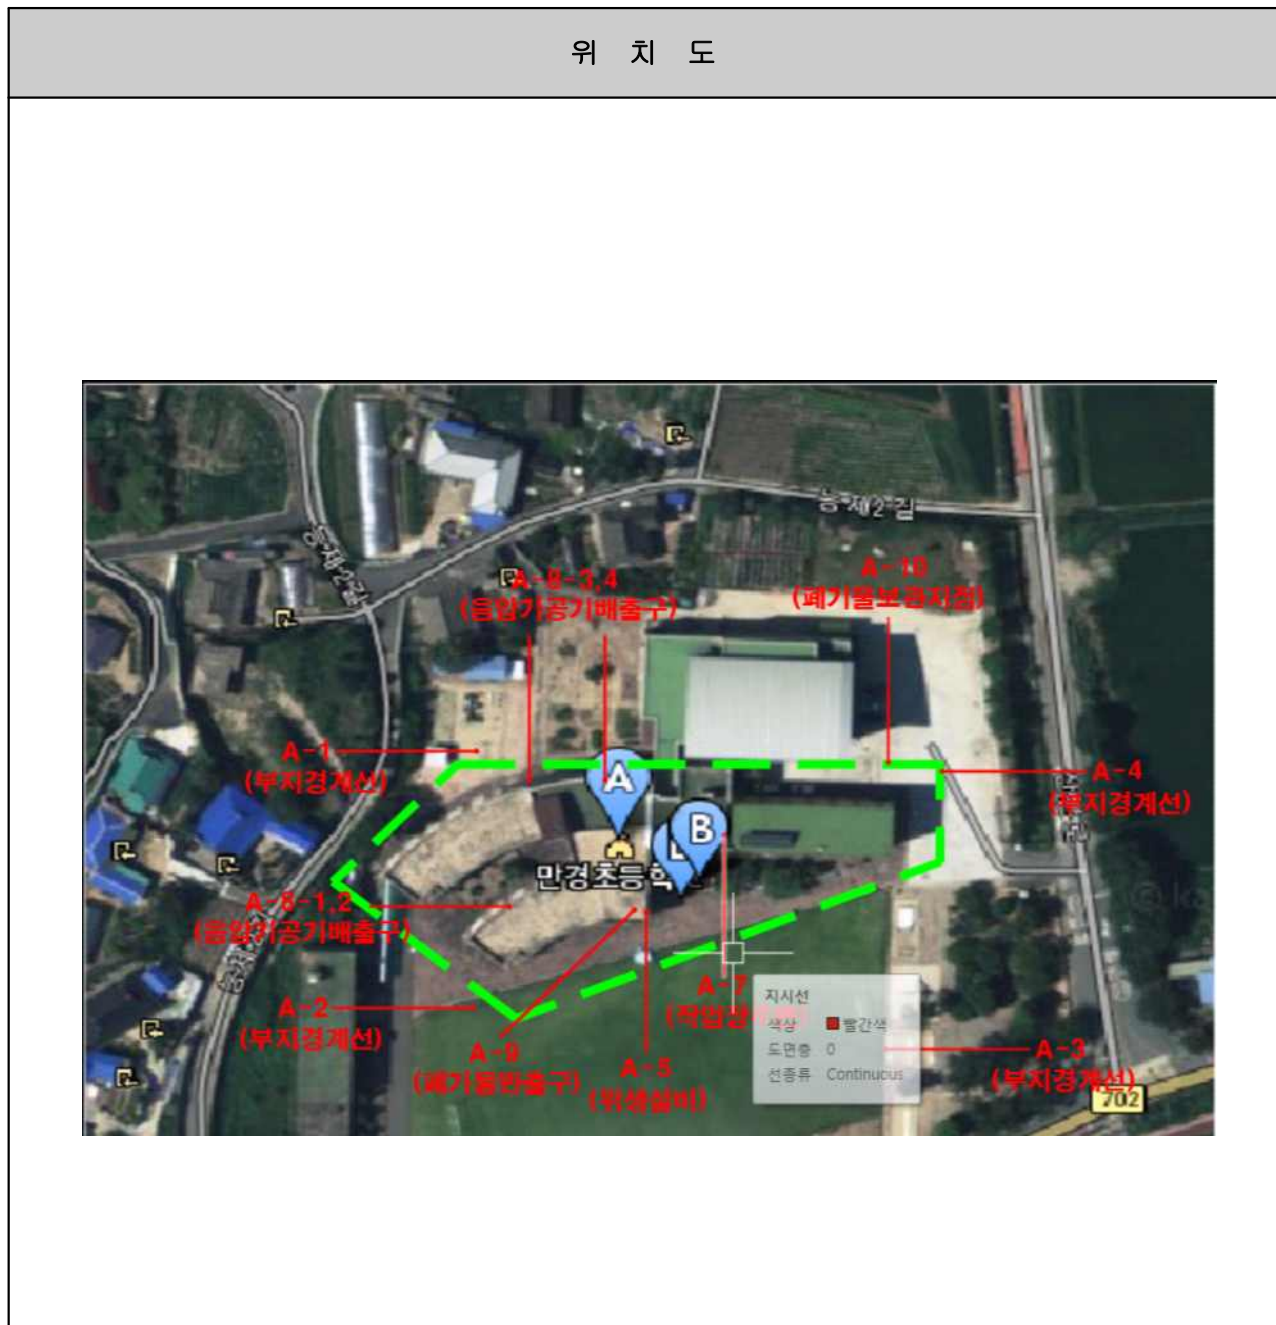 위 치 도
능제2길
능제2길
A-8-3,4
(음압기공기배출구)
A-10
(폐기물보관지점)
A-1
(부지경계선)
A
A-4
(부지경계선)
B
만경초등학
A-8-1,2
(음압기공기배출구)
A-2
(부지경계선)
A-7
지시선
색상 빨간색
도면층 0
선종류 Continuous
A-9
(폐기물반출구)
A-5
(위생설비)
A-3
(부지경계선)
702